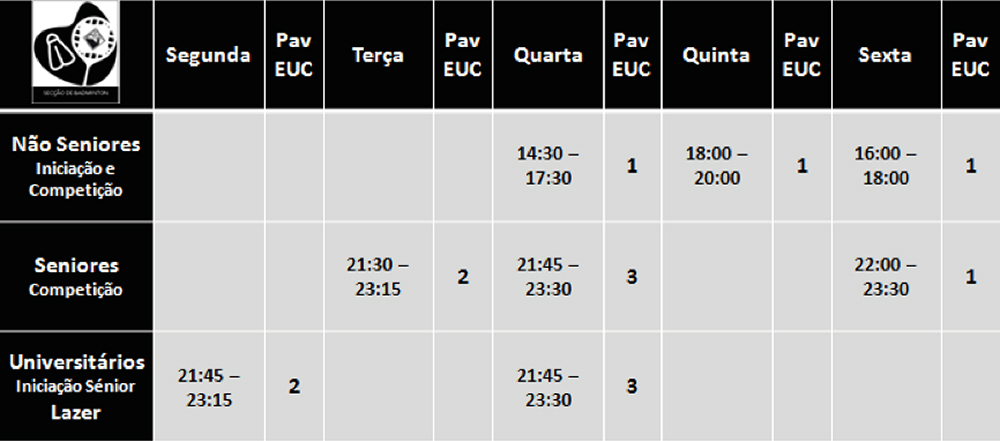 SECÇÃO DE BADMINTON
Segunda
Pav
EUC
Terça
Pav
EUC
Quarta
Pav
EUC
Quinta
Pav
EUC
Sexta
Pav
EUC
Não Seniores
Iniciação e
Competição
14:30 –
17:30
1
18:00 –
20:00
1
16:00 –
18:00
1
Seniores
Competição
21:30 –
23:15
2
21:45 –
23:30
3
22:00 –
23:30
1
Universitários
Iniciação Sénior
Lazer
21:45 –
23:15
2
21:45 –
23:30
3